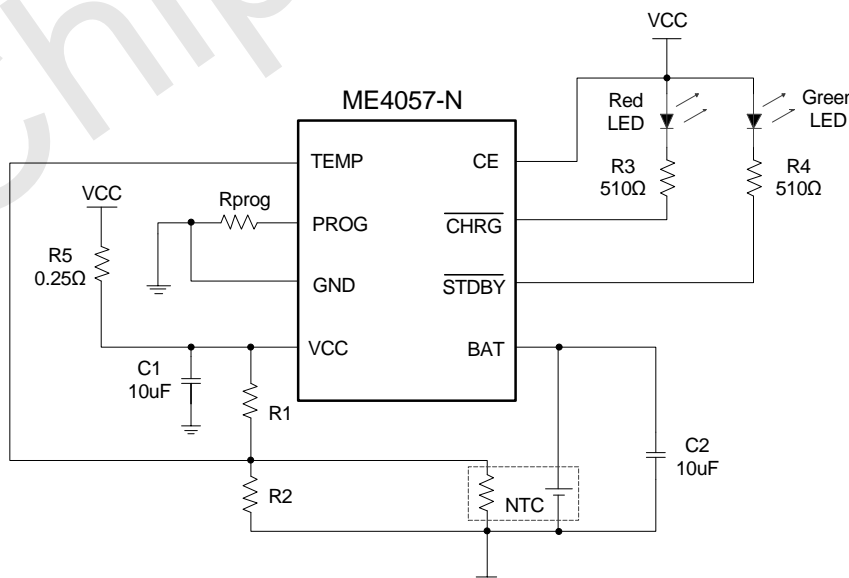 chip
VCC
ME4057-N
Red
LED
Green
LED
TEMP
CE
R3
510Ω
R4
510Ω
VCC
Rprog
PROG
CHRG
R5
0.25Ω
GND
STDBY
VCC
BAT
C1
10uF
R1
C2
10uF
R2
NTC